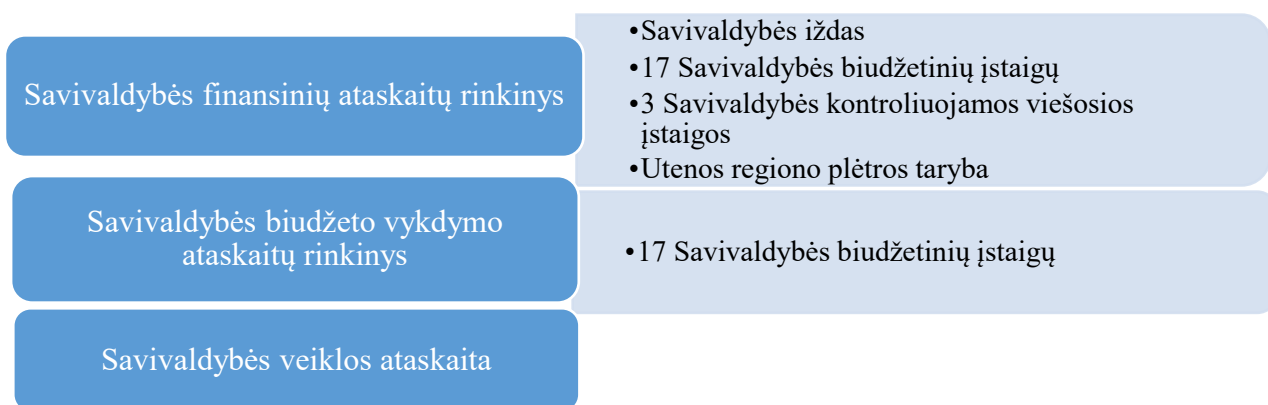 Savivaldybės finansinių ataskaitų rinkinys
•Savivaldybės iždas
•17 Savivaldybės biudžetinių įstaigų
•3 Savivaldybės kontroliuojamos viešosios
įstaigos
•Utenos regiono plėtros taryba
Savivaldybės biudžeto vykdymo
ataskaitų rinkinys
•17 Savivaldybės biudžetinių įstaigų
Savivaldybės veiklos ataskaita